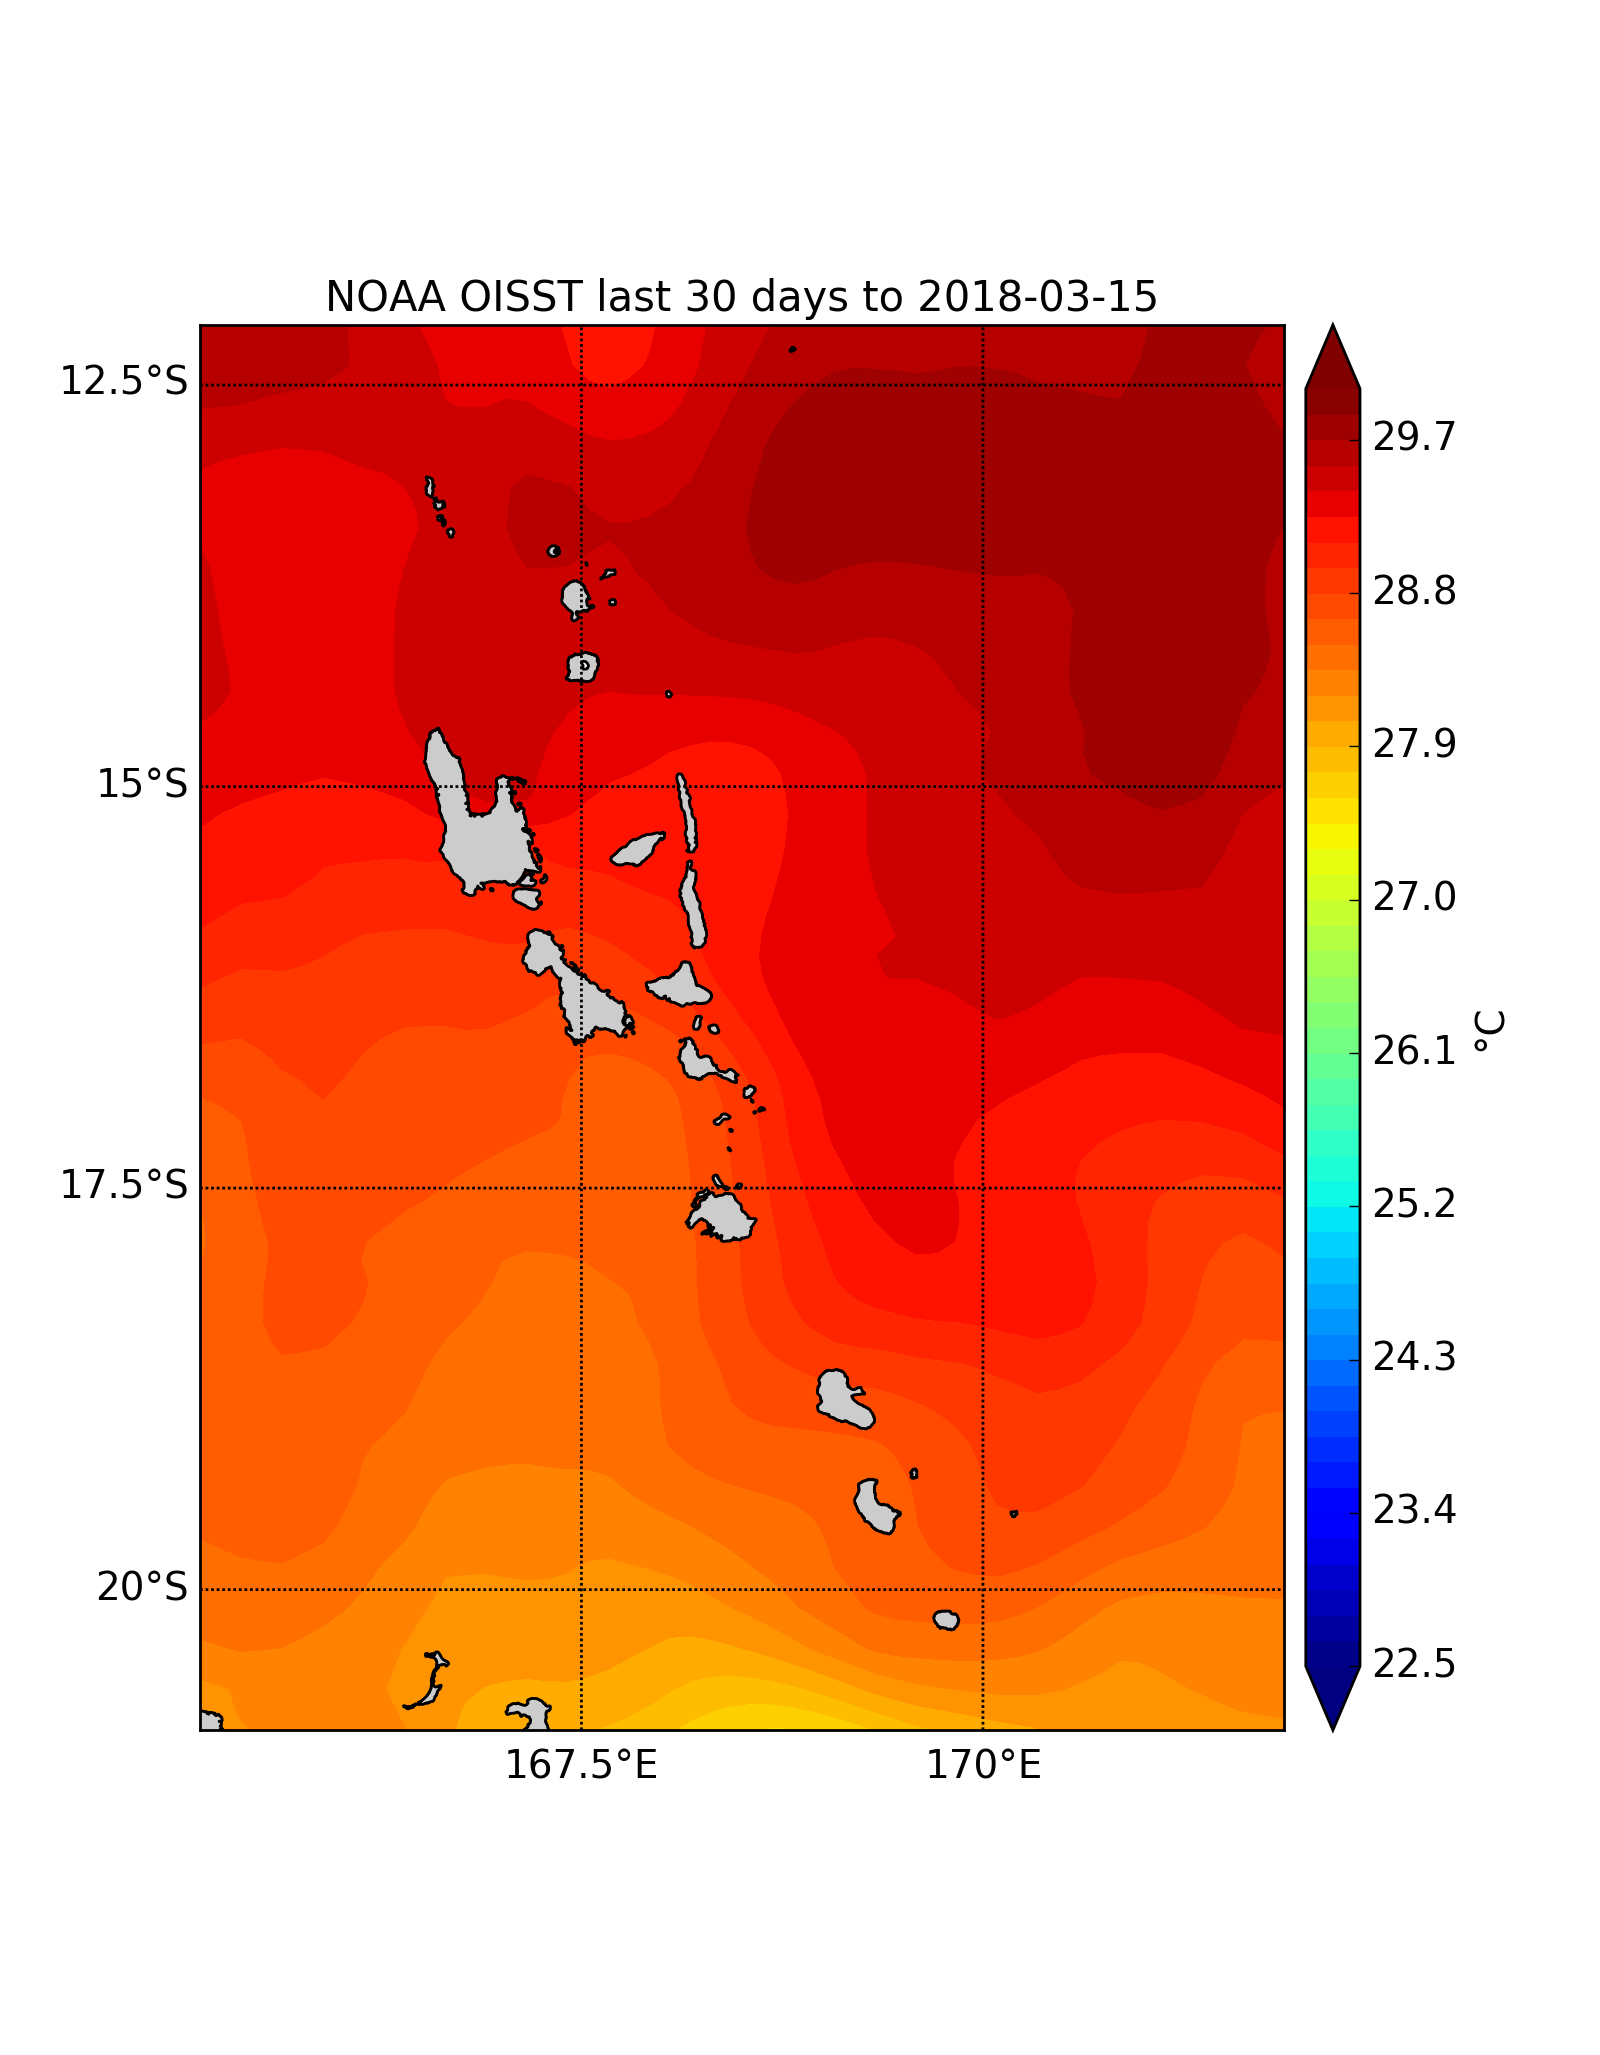 NOAA OISST last 30 days to 2018-03-15
12.5°S
15°S
17.5°S
20°S
167.5°E
170°E
29.7
28.8
27.9
27.0
26.1
25.2
24.3
23.4
22.5
°C